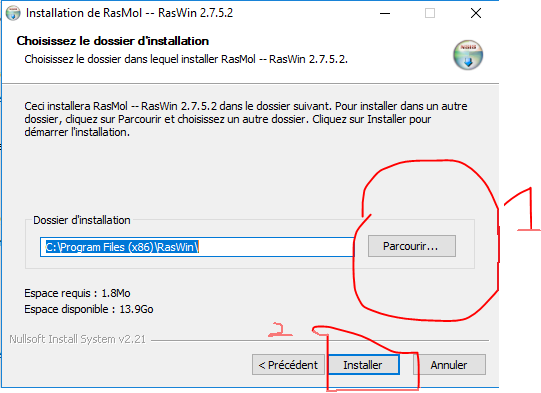 Installation de RasMol -- RasWin 2.7.5.2
Choisissez le dossier d'installation
Choisissez le dossier dans lequel installer RasMol -- RasWin 2.7.5.2.
Ceci installera RasMol -- RasWin 2.7.5.2 dans le dossier suivant. Pour installer dans un autre
dossier, cliquez sur Parcourir et choisissez un autre dossier. Cliquez sur Installer pour
démarrer l'installation.
1
Dossier d'installation
C:\Program Files (x86)\RasWin\
Parcourir...
Espace requis : 1.8Mo
Espace disponible : 13.9Go
2
Nullsoft Install System v2.21
< Précédent
Installer
Annuler